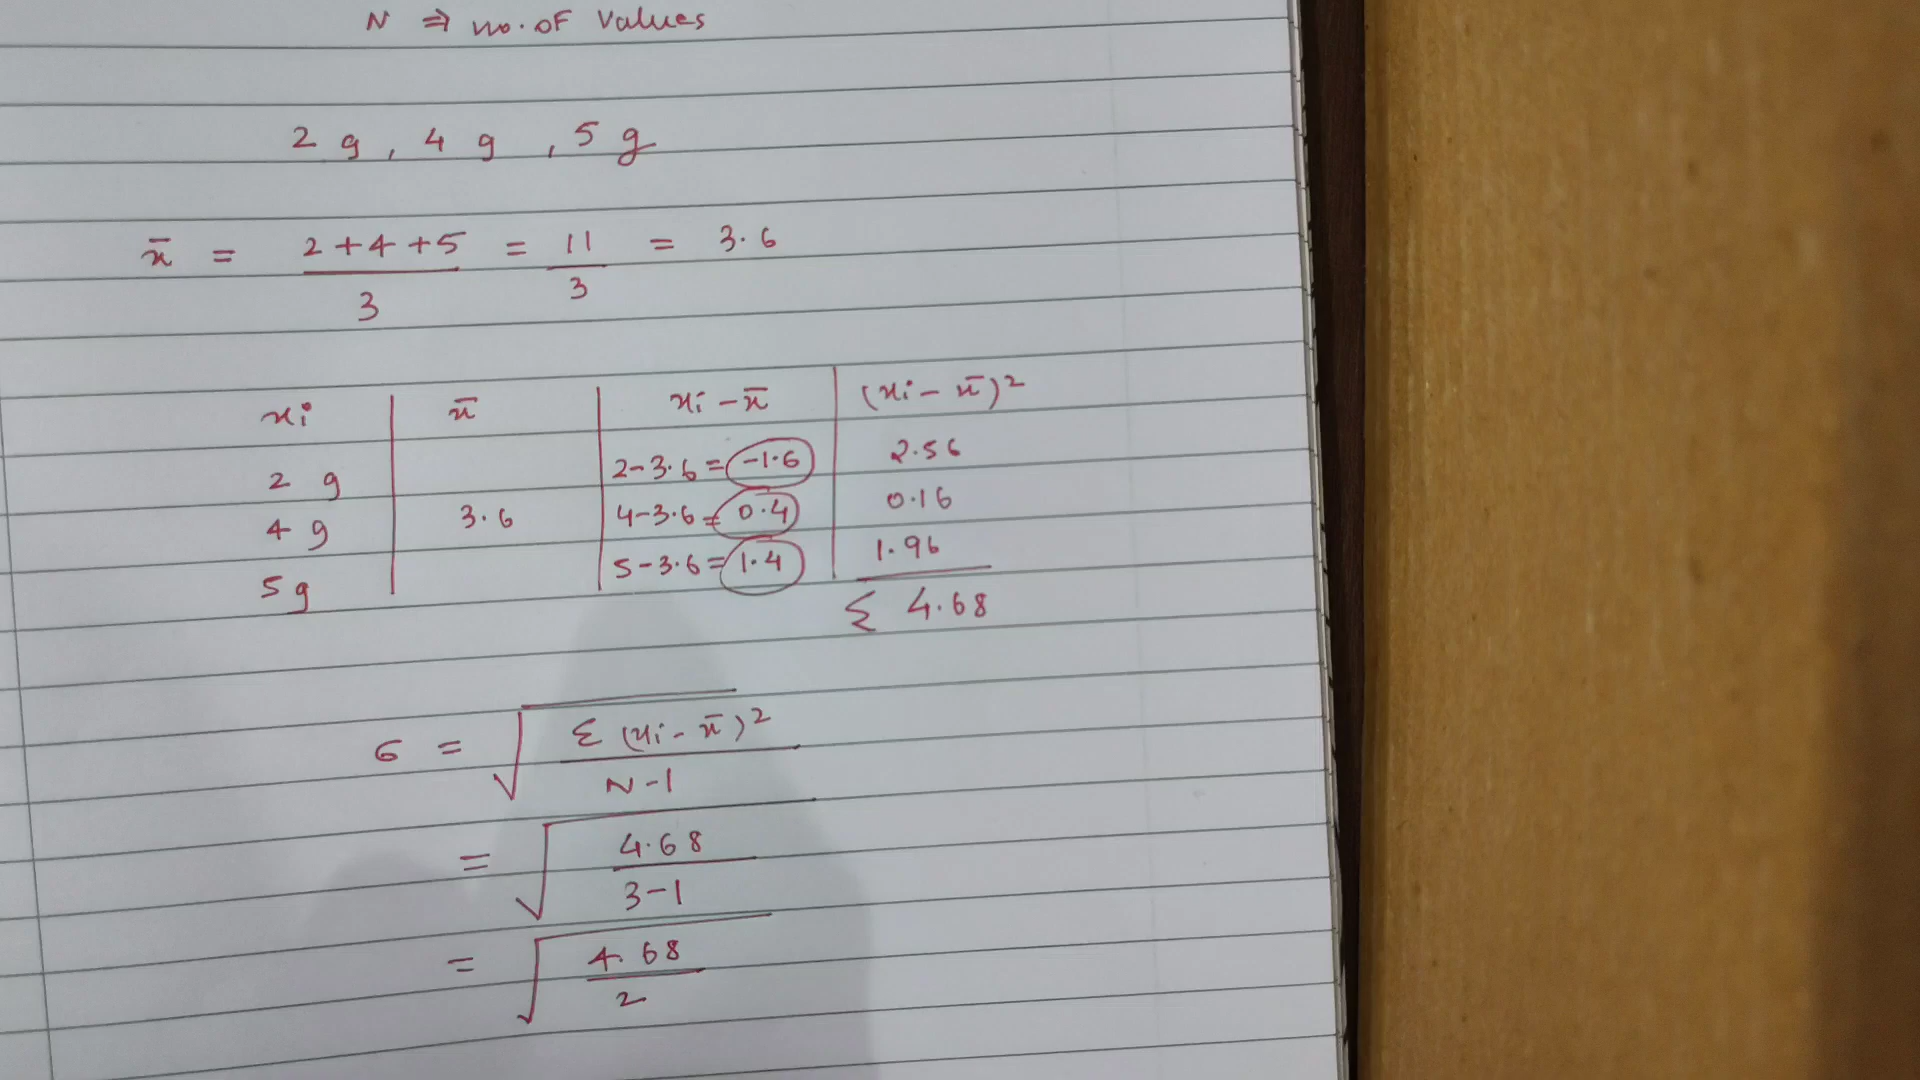 N ⇒ no. of values
2 g, 4 g, 5 g
x̄ = 2+4+5 / 3 = 11 / 3 = 3.6
xi | x̄ | xi - x̄ | (xi - x̄)²
2 g | | 2-3.6 = -1.6 | 2.56
4 g | 3.6 | 4-3.6 = 0.4 | 0.16
5 g | | 5-3.6 = 1.4 | 1.96
Σ 4.68
σ = √ Σ (xi - x̄)² / N-1
= √ 4.68 / 3-1
= √ 4.68 / 2